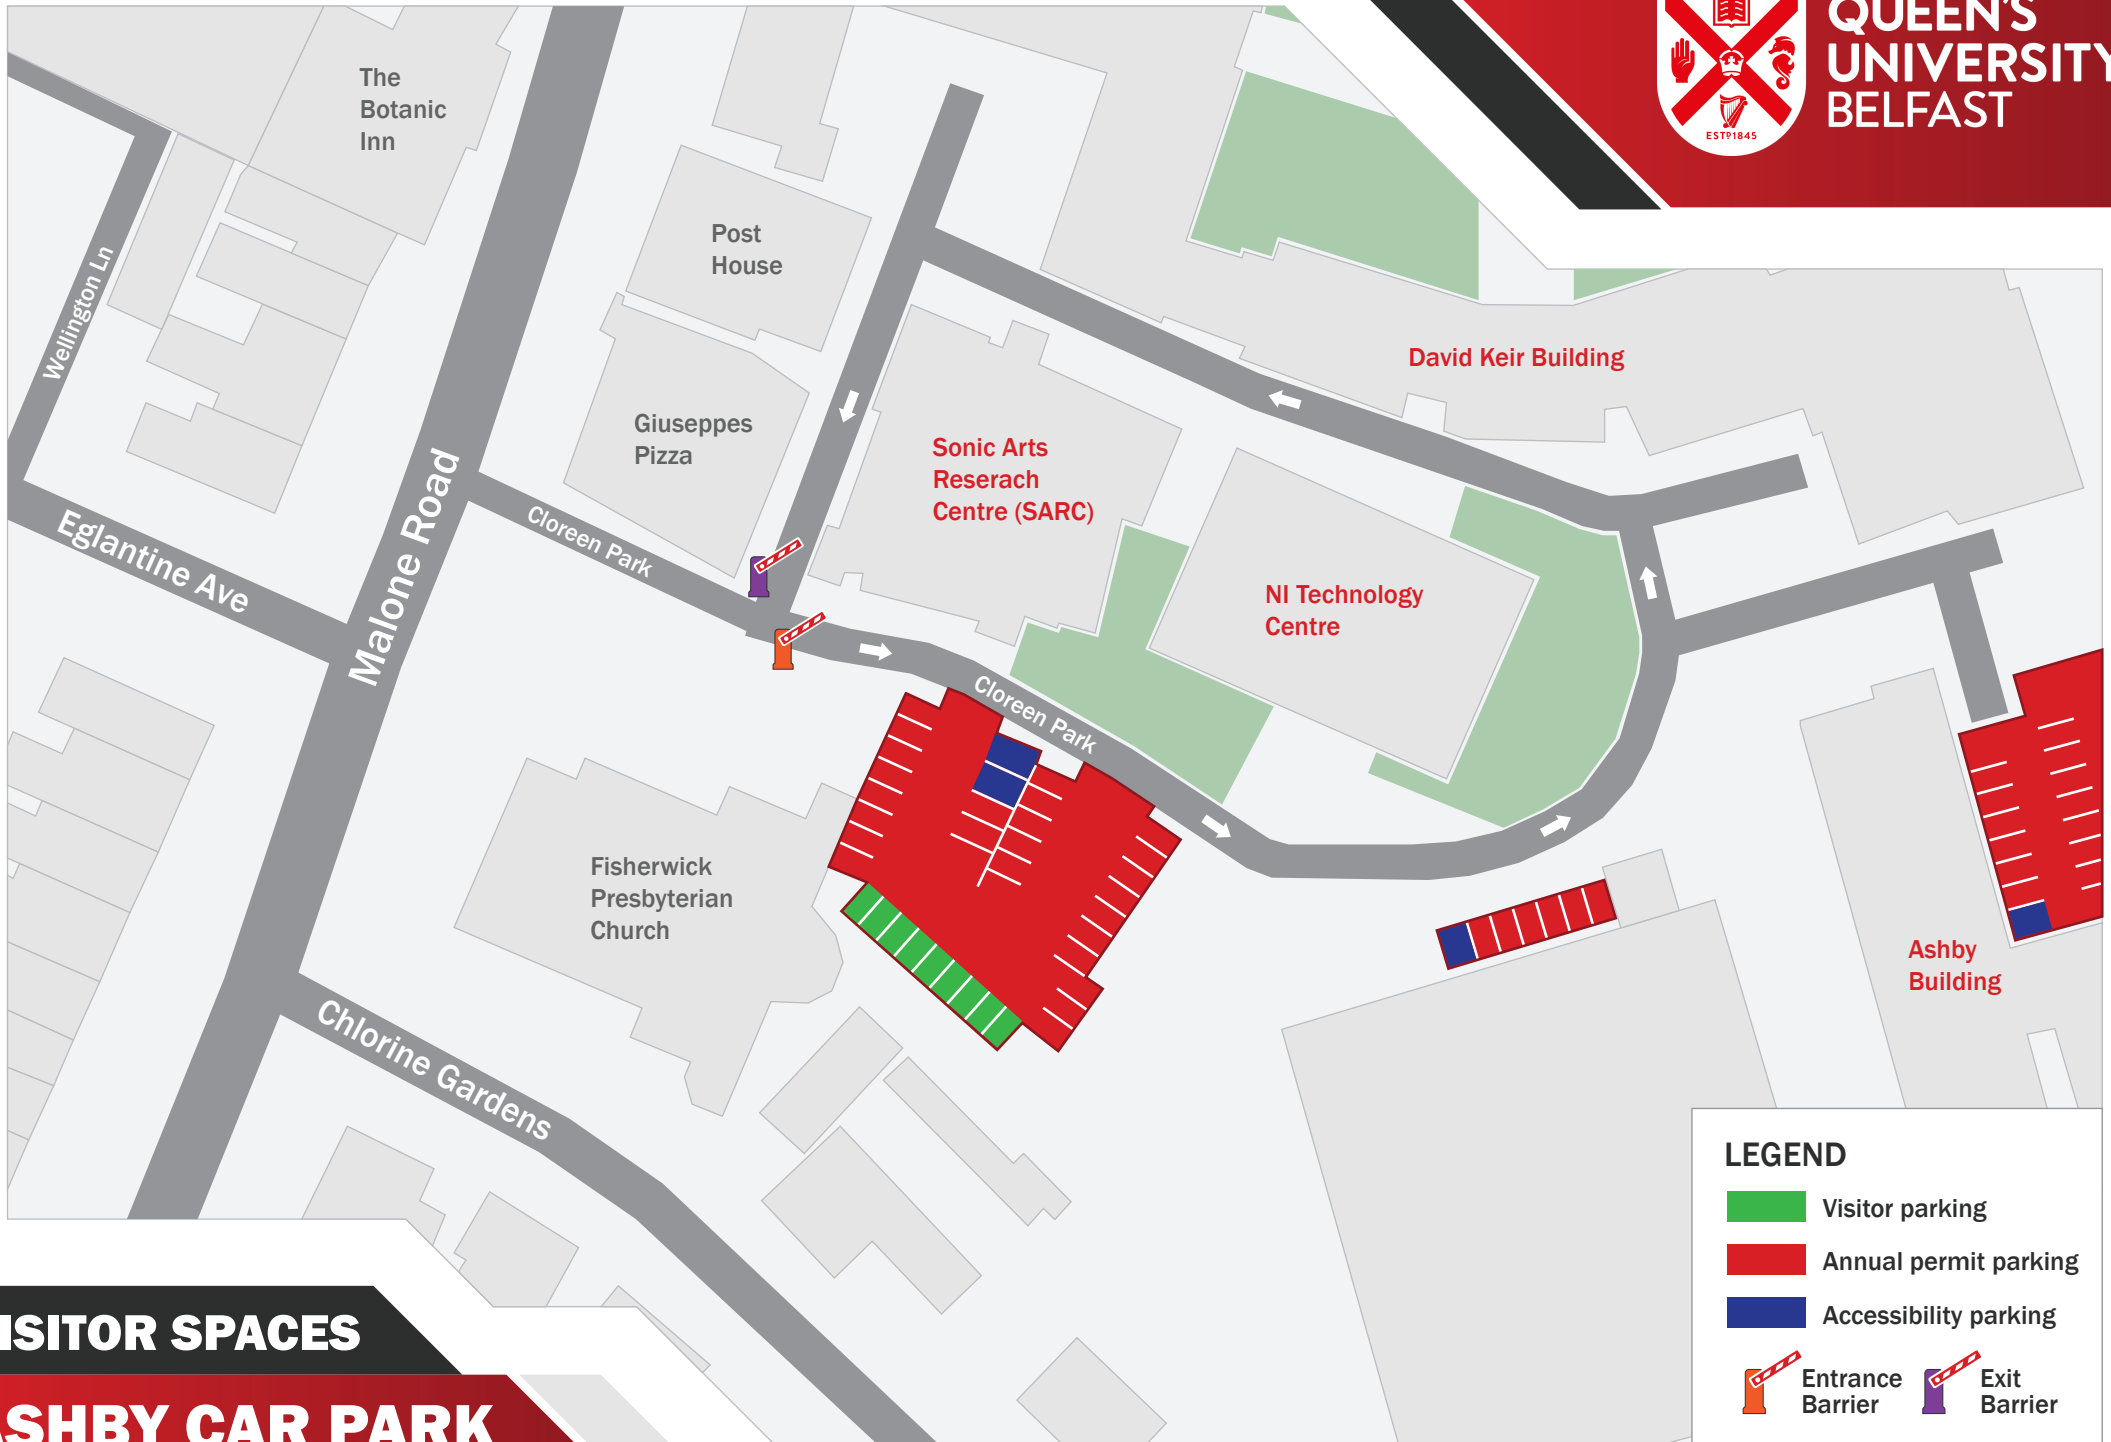 QUEEN'S
UNIVERSITY
BELFAST
ESTD 1845
The
Botanic
Inn
Post
House
Wellington Ln
David Keir Building
Giuseppes
Pizza
Sonic Arts
Reserach
Centre (SARC)
Malone Road
Cloreen Park
Eglantine Ave
NI Technology
Centre
Cloreen Park
Fisherwick
Presbyterian
Church
Ashby
Building
Chlorine Gardens
LEGEND
Visitor parking
Annual permit parking
Accessibility parking
Entrance
Barrier
Exit
Barrier
ISITOR SPACES
SHBY CAR PARK